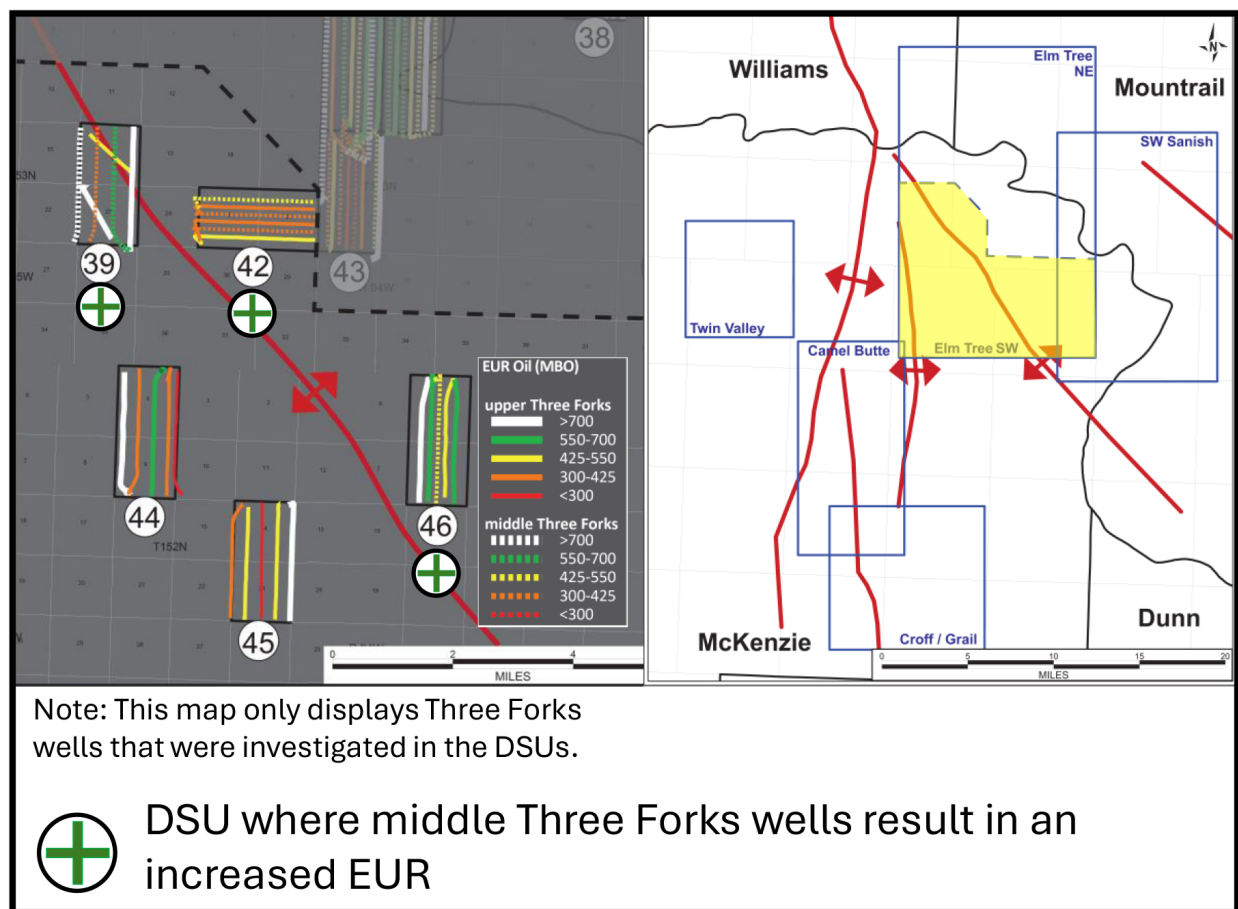 38
53N
39
42
43
44
T152N
45
46
EUR Oil (MBO)
upper Three Forks
>700
550-700
425-550
300-425
<300
middle Three Forks
>700
550-700
425-550
300-425
<300
0 2 4
MILES
Williams
Elm Tree
NE
Mountrail
N
SW Sanish
Twin Valley
Camel Butte
Elm Tree SW
McKenzie
Croff / Grail
Dunn
0 5 10 15 20
MILES
Note: This map only displays Three Forks
wells that were investigated in the DSUs.
DSU where middle Three Forks wells result in an
increased EUR